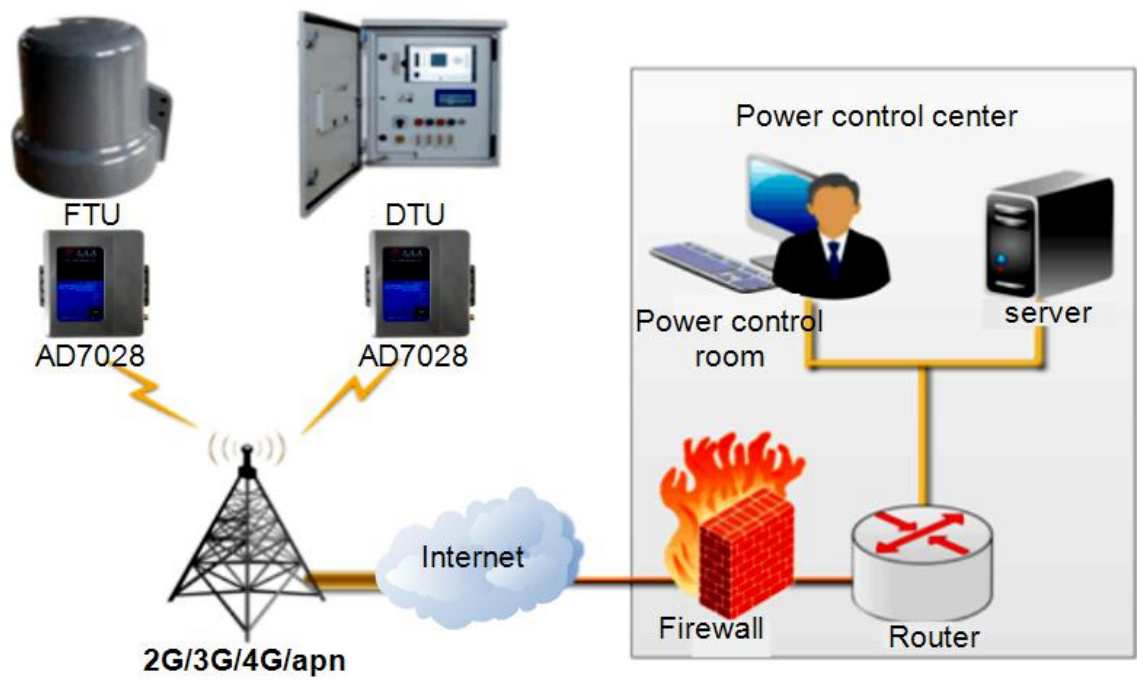 Power control center
FTU
DTU
AD7028
AD7028
Power control
room
server
Internet
Firewall
Router
2G/3G/4G/apn